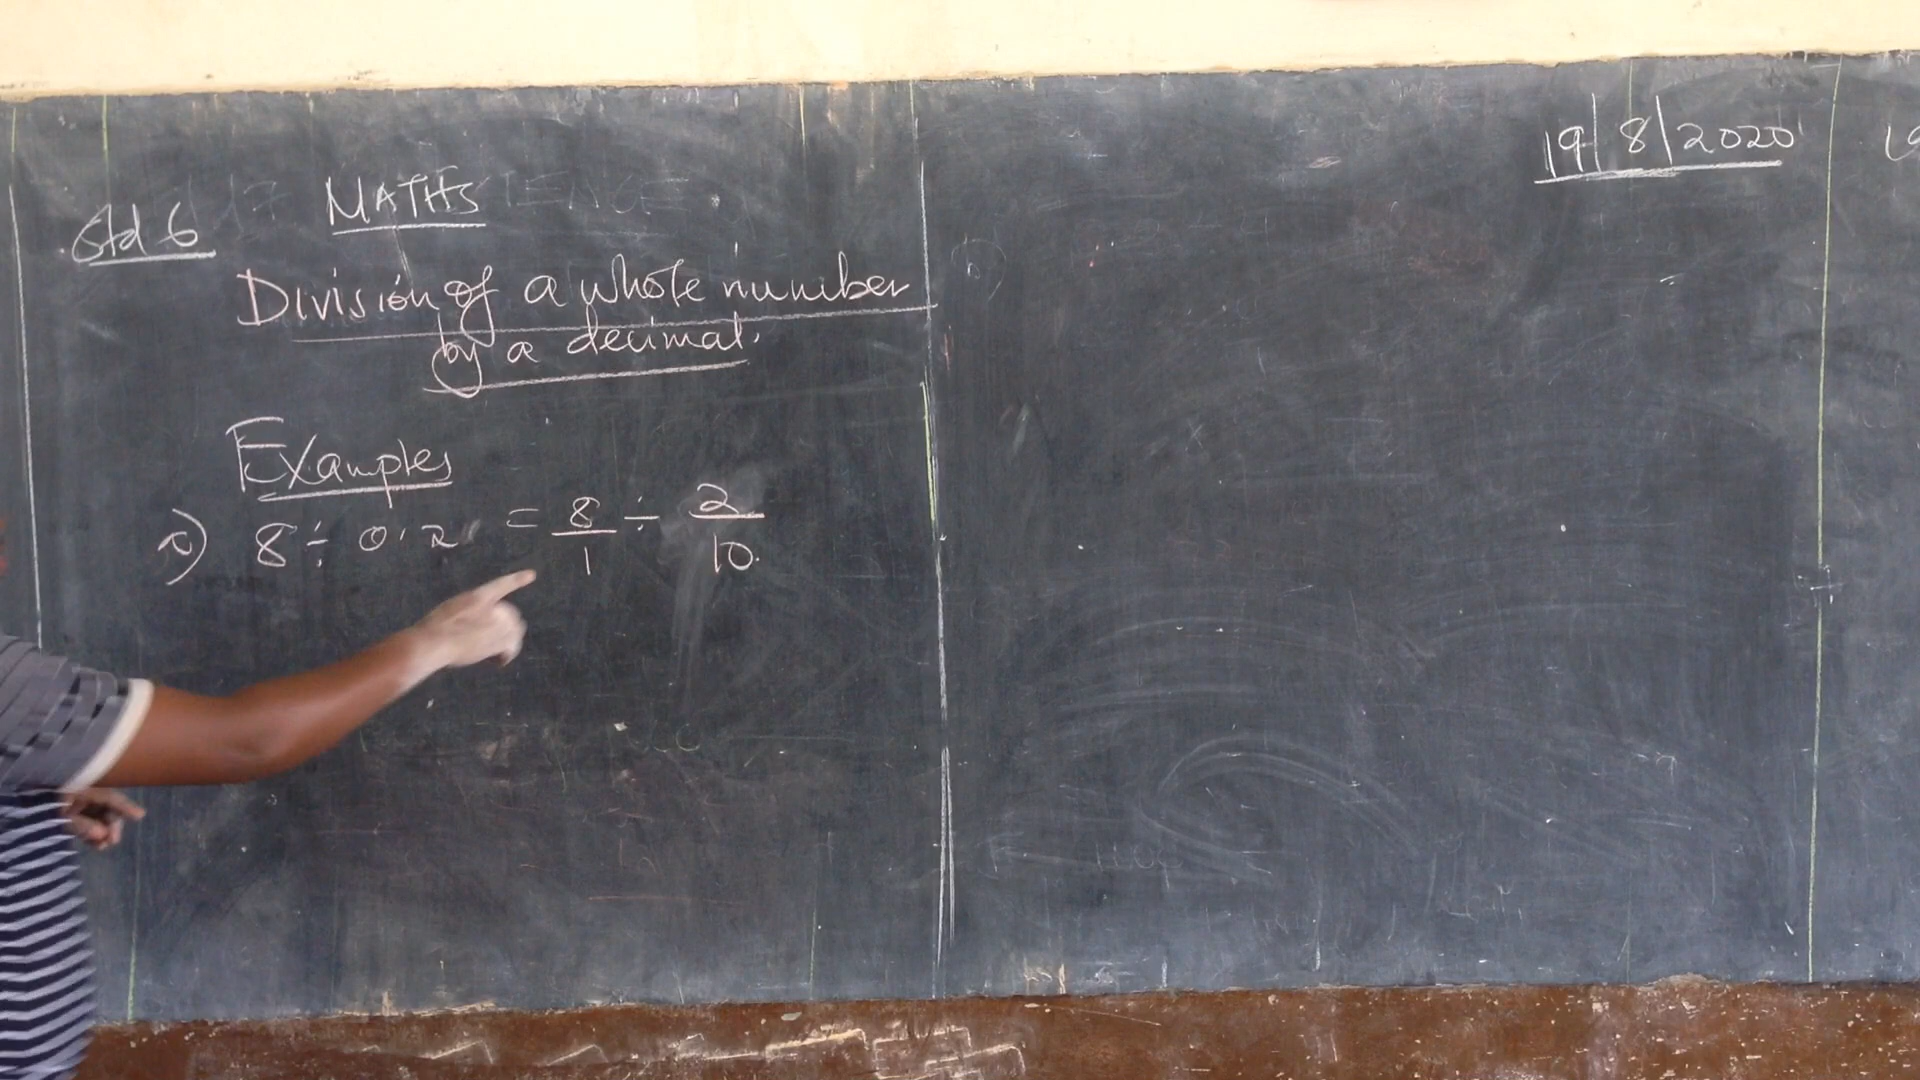 19/8/2020
Std 6
MATHS
Division of a whole number
by a decimal.
Examples
8 ÷ 0.2 = 8/1 ÷ 2/10